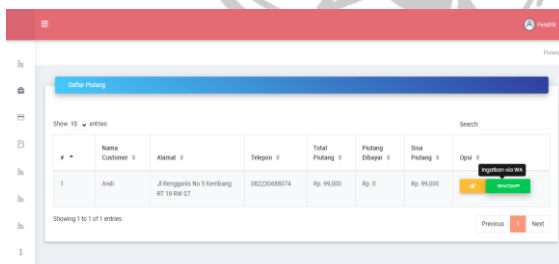 Fendrik
Piutang
Daftar Piutang
Show 10 entries
Search:
# Nama Customer Alamat Telepon Total Piutang Piutang Dibayar Sisa Piutang Opsi
Ingatkan via WA
1 Andi Jl Rengganis No 5 Kembang RT 19 RW 07 082230688074 Rp. 99,000 Rp. 0 Rp. 99,000 WHATSAPP
Showing 1 to 1 of 1 entries
Previous 1 Next